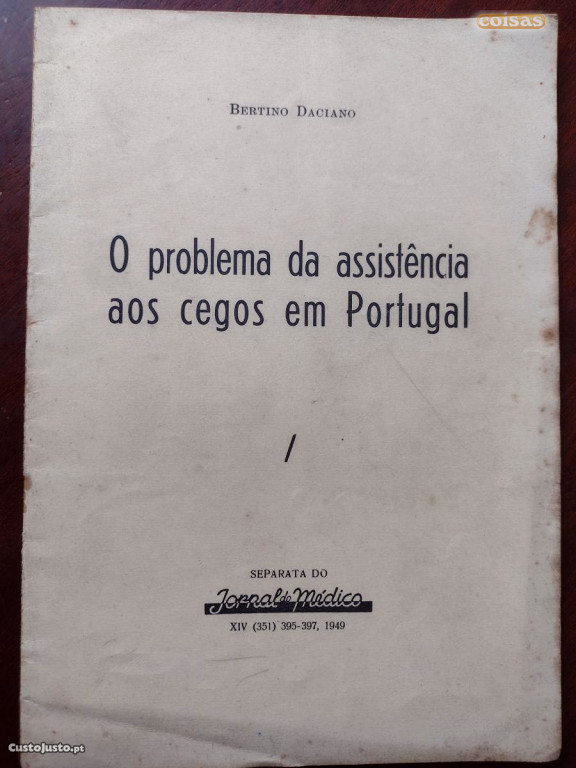 coisas
BERTINO DACIANO
O problema da assistência
aos cegos em Portugal
/
SEPARATA DO
Jornal do Médico
XIV (351) 395-397, 1949
CustoJusto.pt